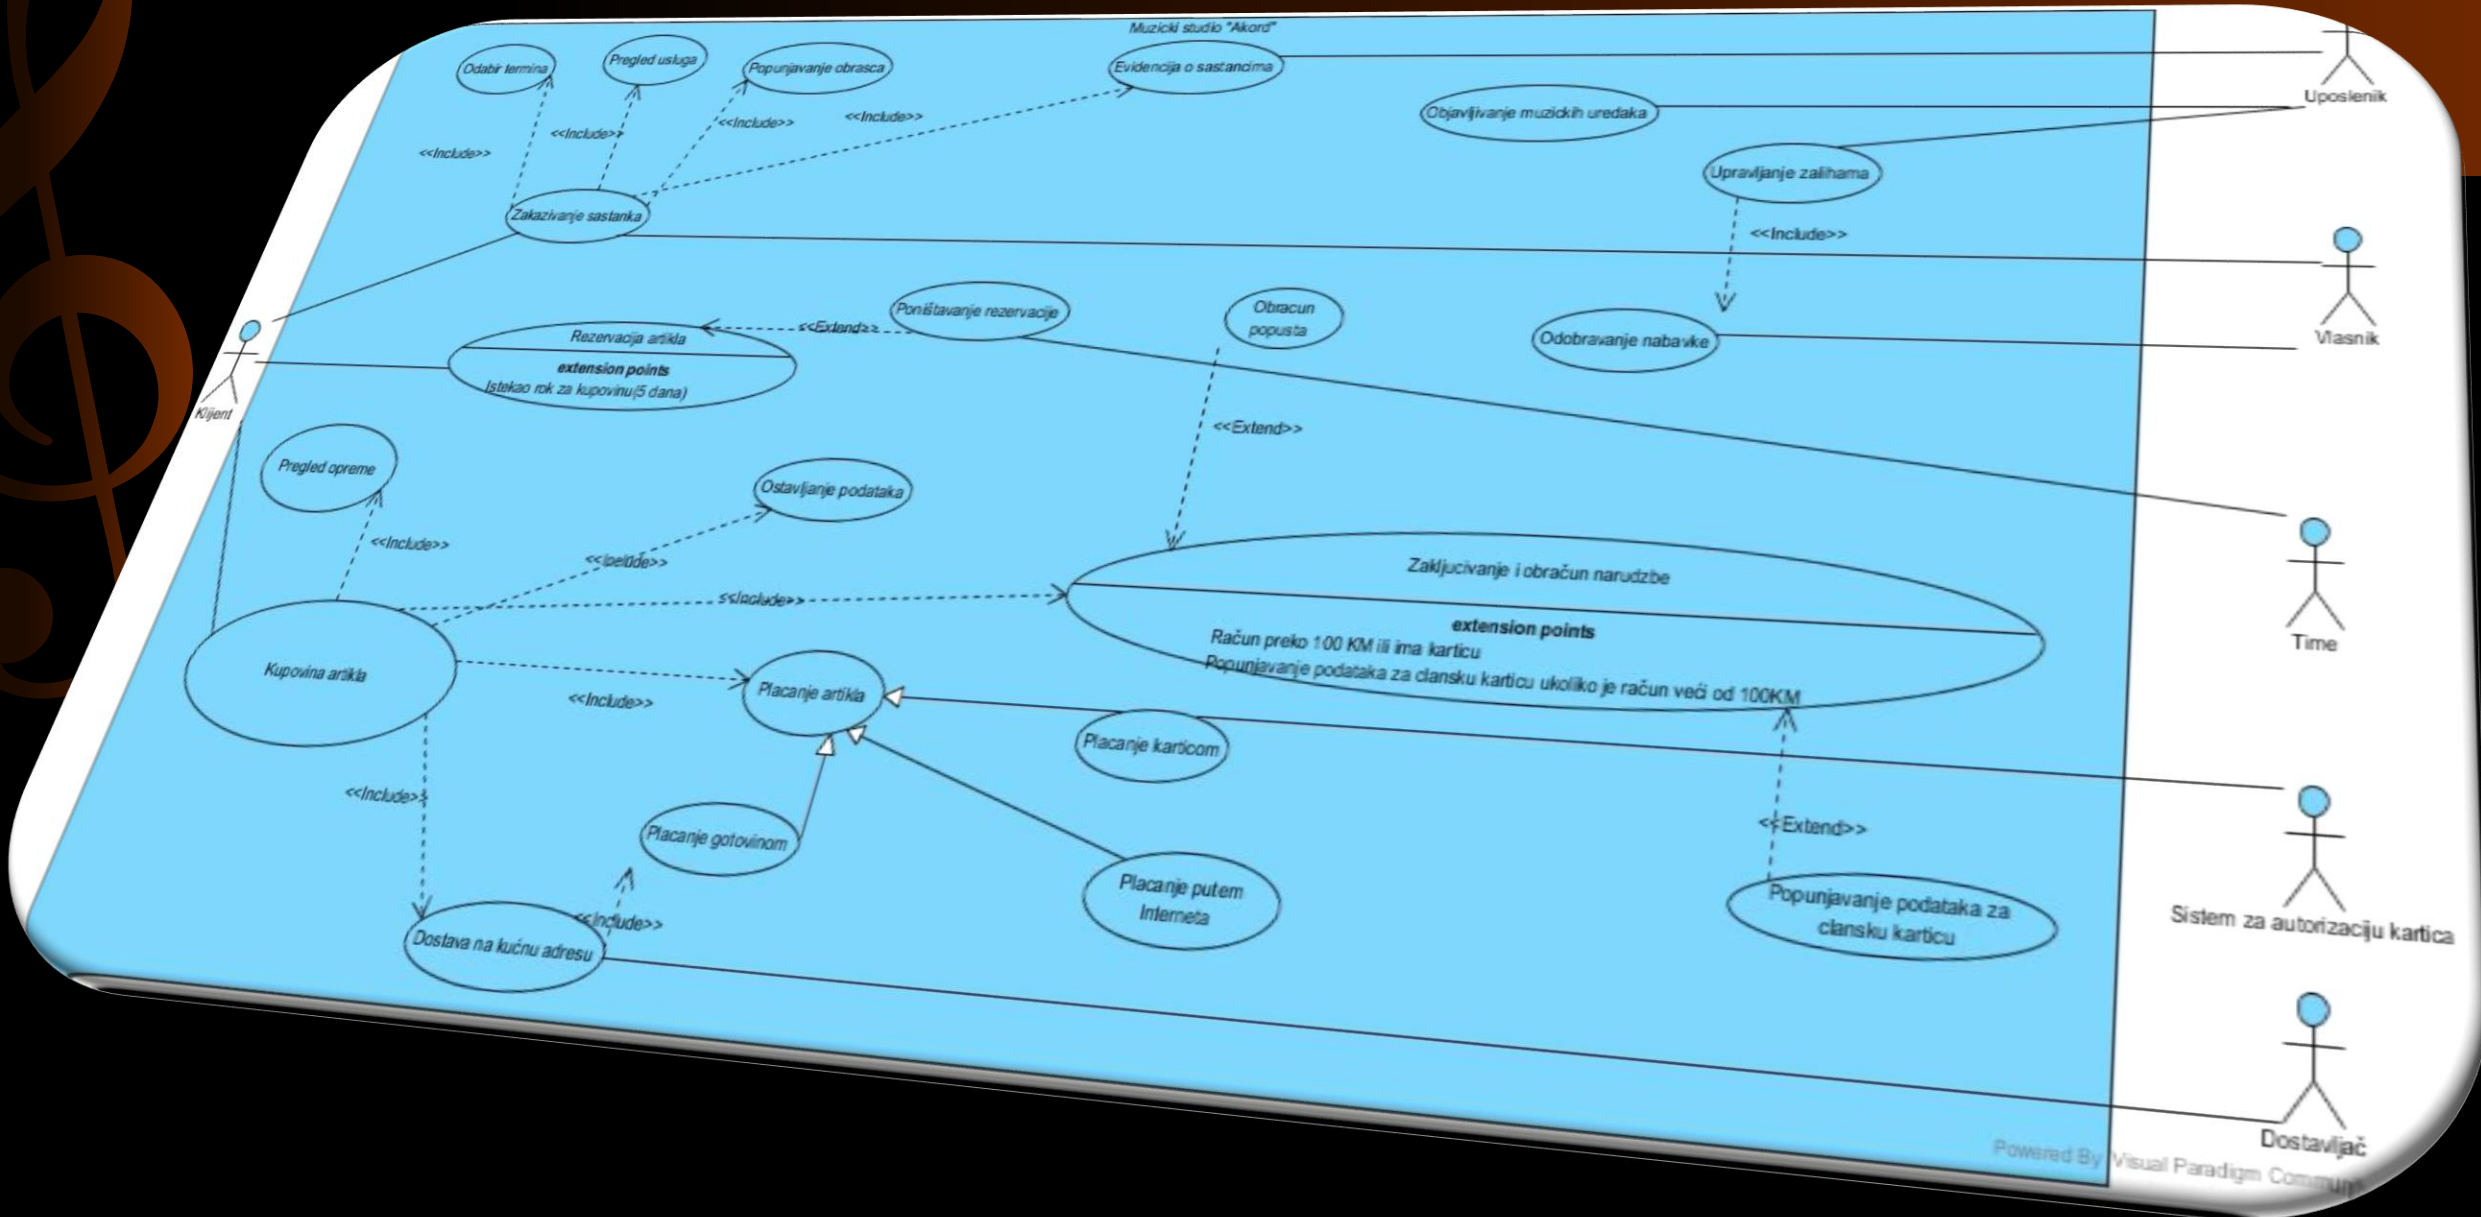 Muzicki studio "Akord"
Odabir termina
Pregled usluga
Popunjavanje obrasca
Evidencija o sastancima
Uposlenik
Objavljivanje muzickih uredaka
<<Include>>
<<Include>>
<<Include>>
<<Include>>
Upravljanje zalihama
Zakazivanje sastanka
<<Include>>
Poništavanje rezervacije
Obracun
popusta
Odobravanje nabavke
Vlasnik
<<Extend>>
Rezervacija artikla
extension points
Istekao rok za kupovinu(5 dana)
Klijent
<<Extend>>
Pregled opreme
Ostavljanje podataka
<<Include>>
<<Include>>
<<Include>>
Zakljucivanje i obračun narudzbe
extension points
Račun preko 100 KM ili ima karticu
Popunjavanje podataka za clansku karticu ukoliko je račun veći od 100KM
Time
Kupovina artikla
<<Include>>
Placanje artikla
Placanje karticom
<<Include>>
Placanje gotovinom
<<Extend>>
Placanje putem
Interneta
Popunjavanje podataka za
clansku karticu
Sistem za autorizaciju kartica
<<Include>>
Dostava na kućnu adresu
Dostavljač
Powered By Visual Paradigm